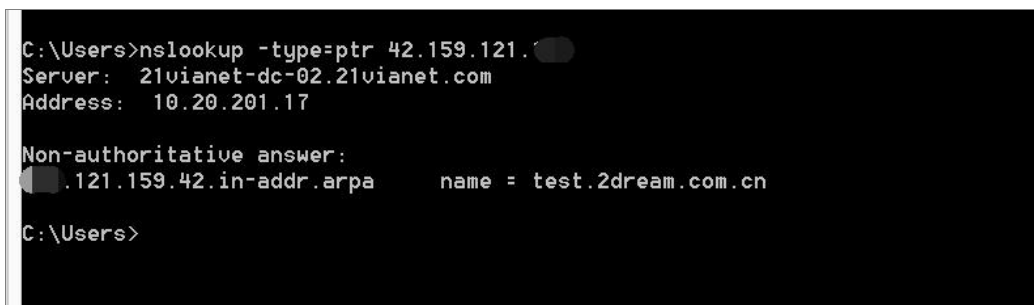 C:\Users>nslookup -type=ptr 42.159.121.
Server:  21vianet-dc-02.21vianet.com
Address:  10.20.201.17
Non-authoritative answer:
.121.159.42.in-addr.arpa     name = test.2dream.com.cn
C:\Users>